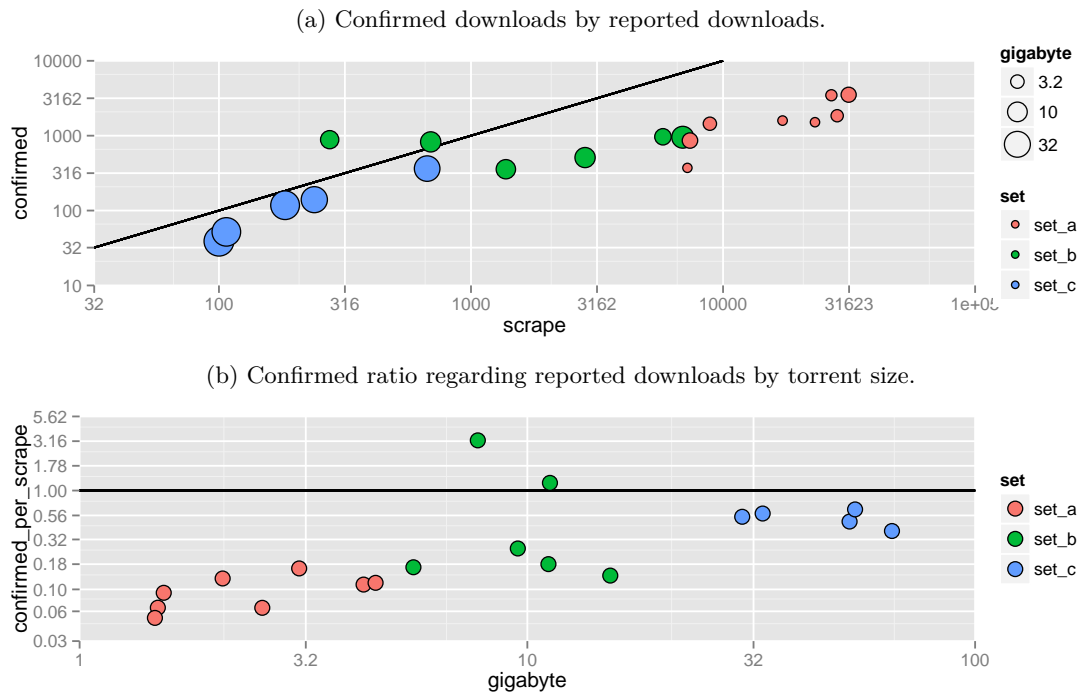 (a) Confirmed downloads by reported downloads.
confirmed
10000
3162
1000
316
100
32
10
32
100
316
1000
3162
10000
31623
1e+05
scrape
gigabyte
3.2
10
32
set
set_a
set_b
set_c
(b) Confirmed ratio regarding reported downloads by torrent size.
confirmed_per_scrape
5.62
3.16
1.78
1.00
0.56
0.32
0.18
0.10
0.06
0.03
1
3.2
10
32
100
gigabyte
set
set_a
set_b
set_c